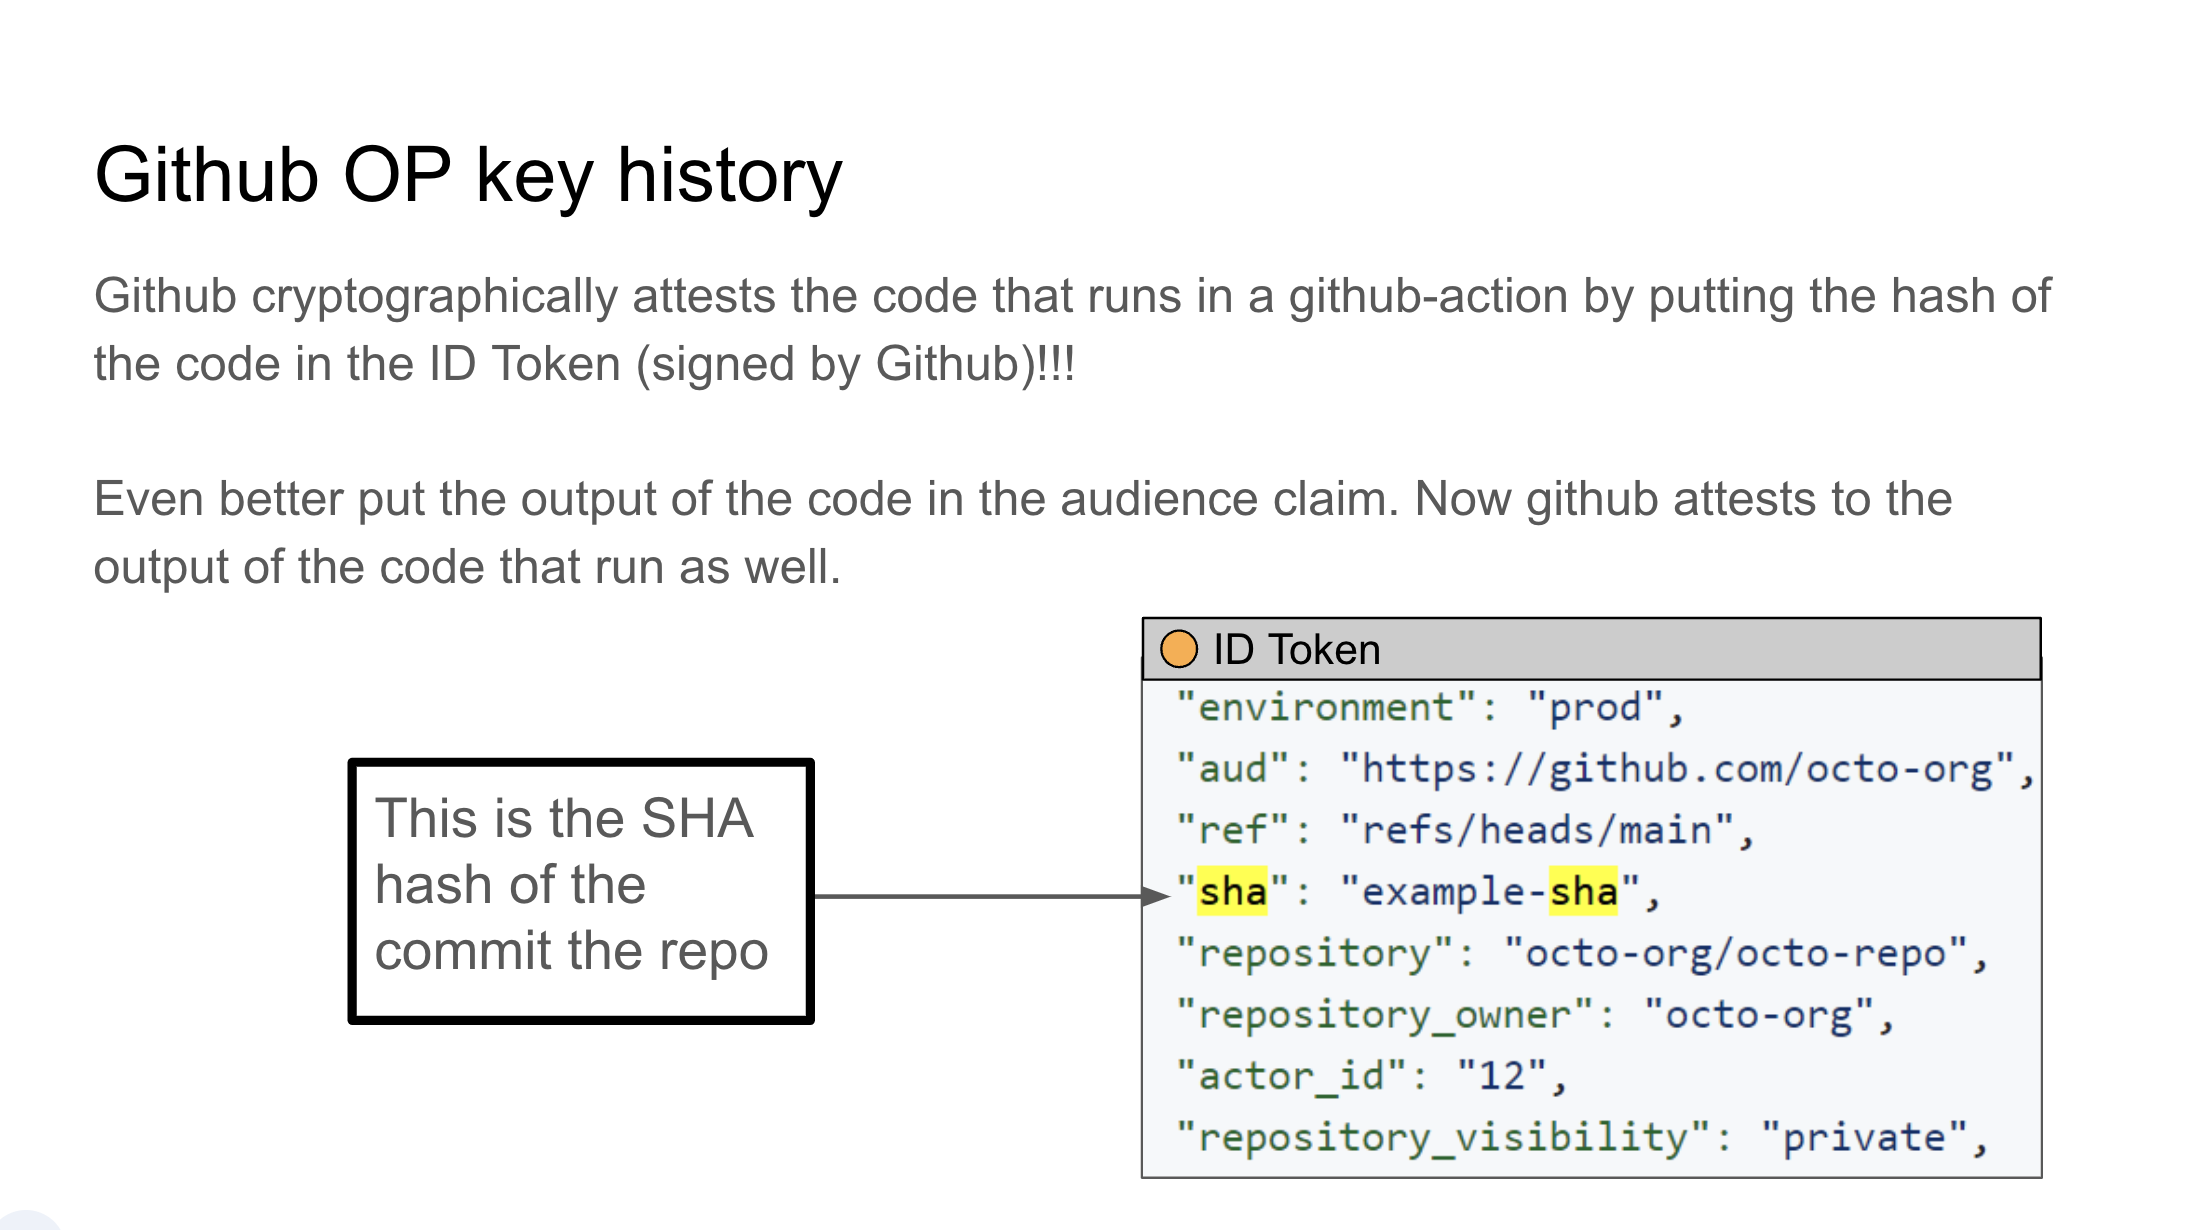 Github OP key history
Github cryptographically attests the code that runs in a github-action by putting the hash of
the code in the ID Token (signed by Github)!!!
Even better put the output of the code in the audience claim. Now github attests to the
output of the code that run as well.
This is the SHA
hash of the
commit the repo
ID Token
"environment": "prod",
"aud": "https://github.com/octo-org",
"ref": "refs/heads/main",
"sha": "example-sha",
"repository": "octo-org/octo-repo",
"repository_owner": "octo-org",
"actor_id": "12",
"repository_visibility": "private",